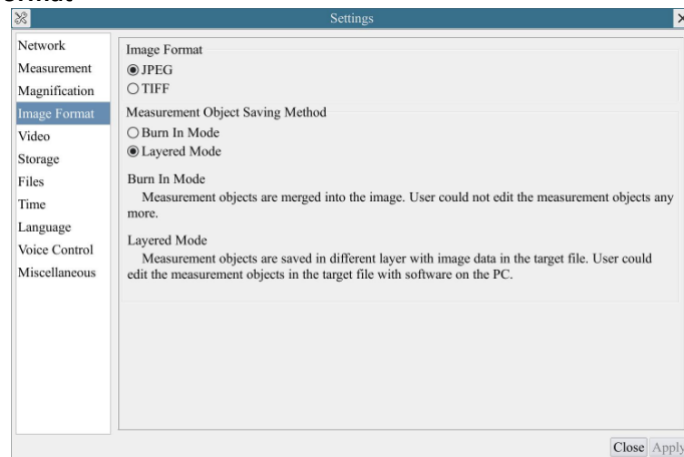 Settings
Network
Measurement
Magnification
Image Format
Video
Storage
Files
Time
Language
Voice Control
Miscellaneous
Image Format
JPEG
TIFF
Measurement Object Saving Method
Burn In Mode
Layered Mode
Burn In Mode
Measurement objects are merged into the image. User could not edit the measurement objects any
more.
Layered Mode
Measurement objects are saved in different layer with image data in the target file. User could
edit the measurement objects in the target file with software on the PC.
Close Apply